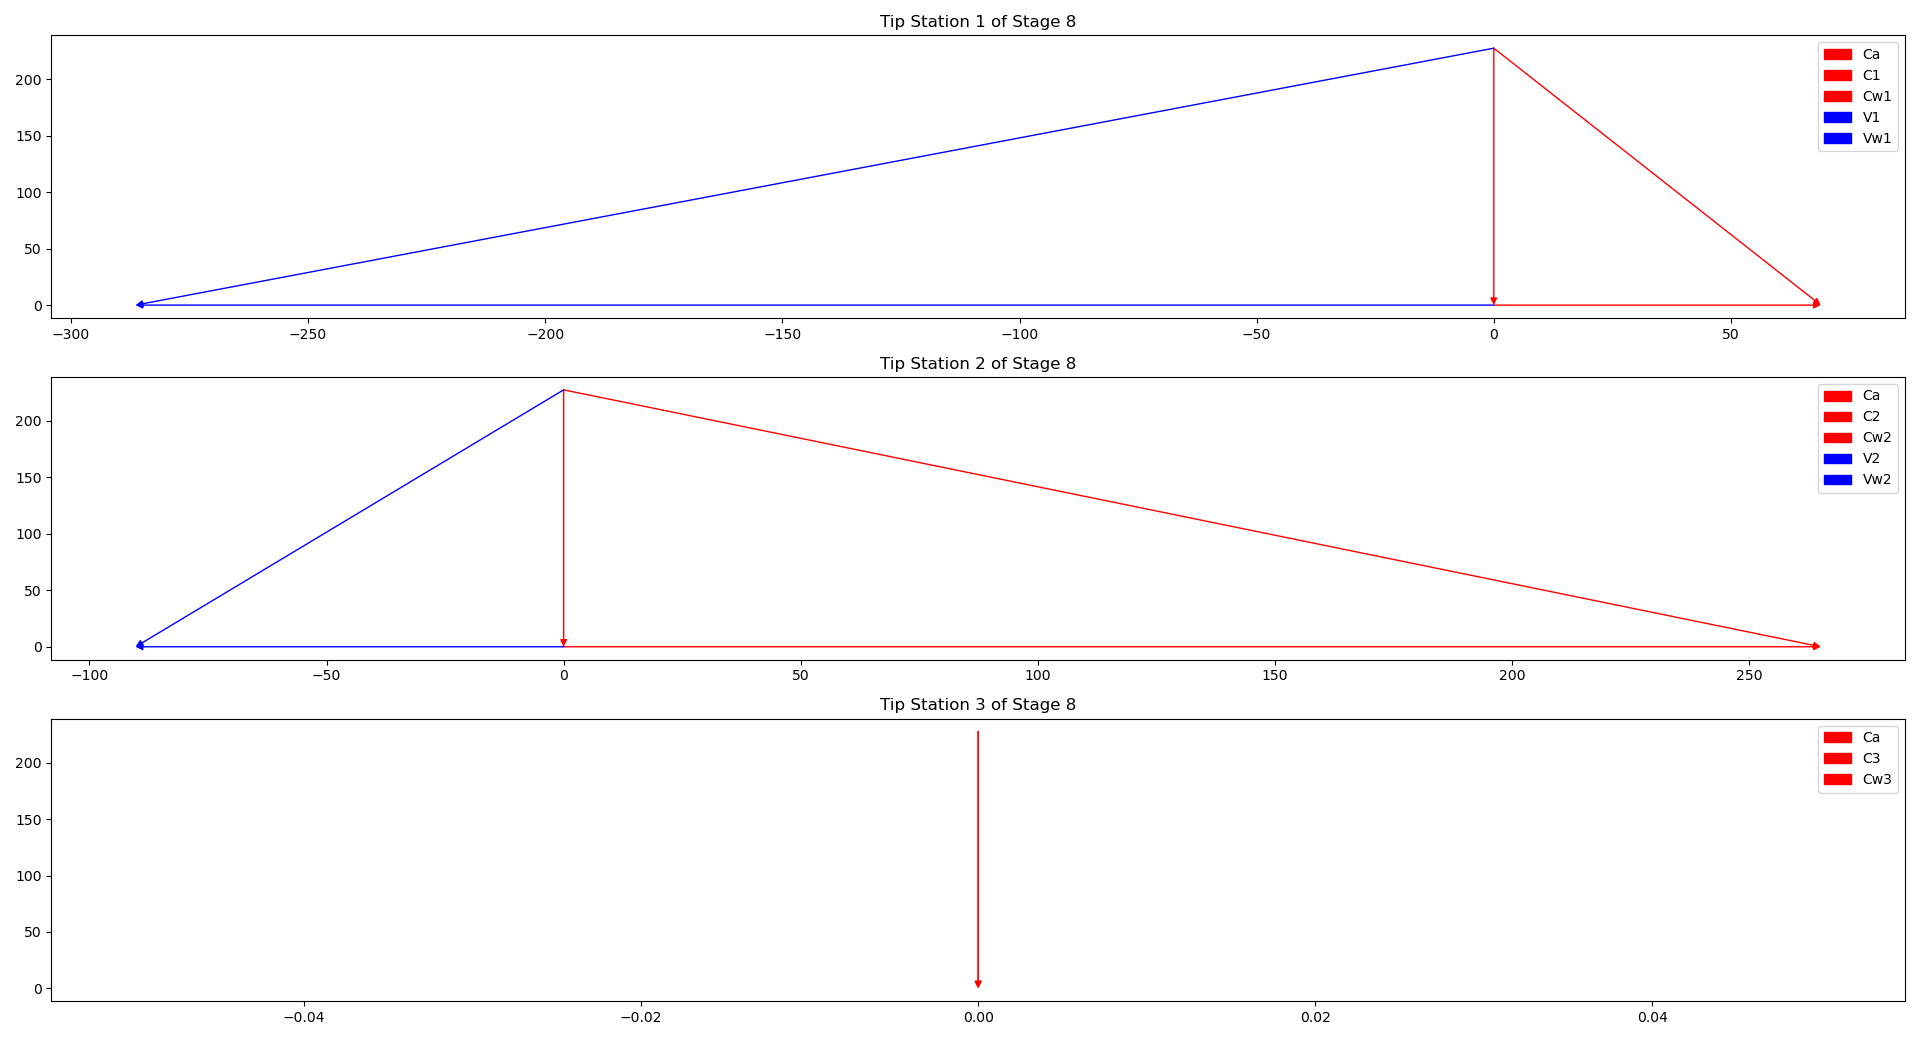 Tip Station 1 of Stage 8
200
150
100
50
0
Ca
C1
Cw1
V1
Vw1
−300 −250 −200 −150 −100 −50 0 50
Tip Station 2 of Stage 8
200
150
100
50
0
Ca
C2
Cw2
V2
Vw2
−100 −50 0 50 100 150 200 250
Tip Station 3 of Stage 8
200
150
100
50
0
Ca
C3
Cw3
−0.04 −0.02 0.00 0.02 0.04